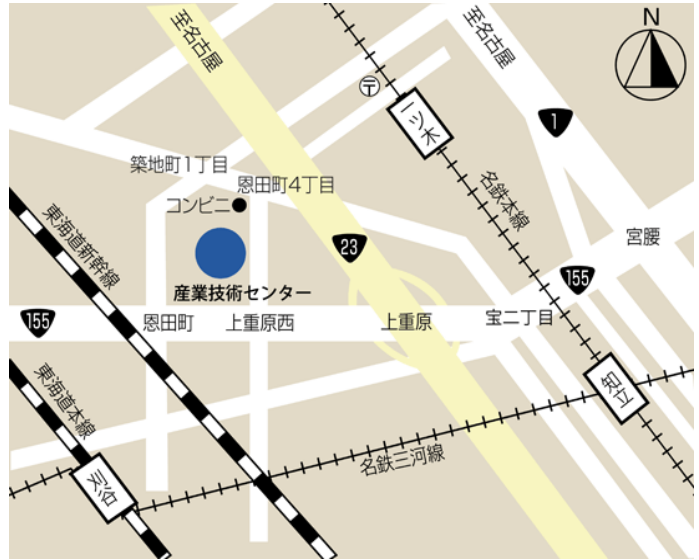 至名古屋
至名古屋
N
〒
一ツ木
1
築地町1丁目
恩田町4丁目
コンビニ
名鉄本線
東海道新幹線
23
宮腰
155
産業技術センター
155
恩田町
上重原西
上重原
宝二丁目
東海道本線
知立
名鉄三河線
刈谷